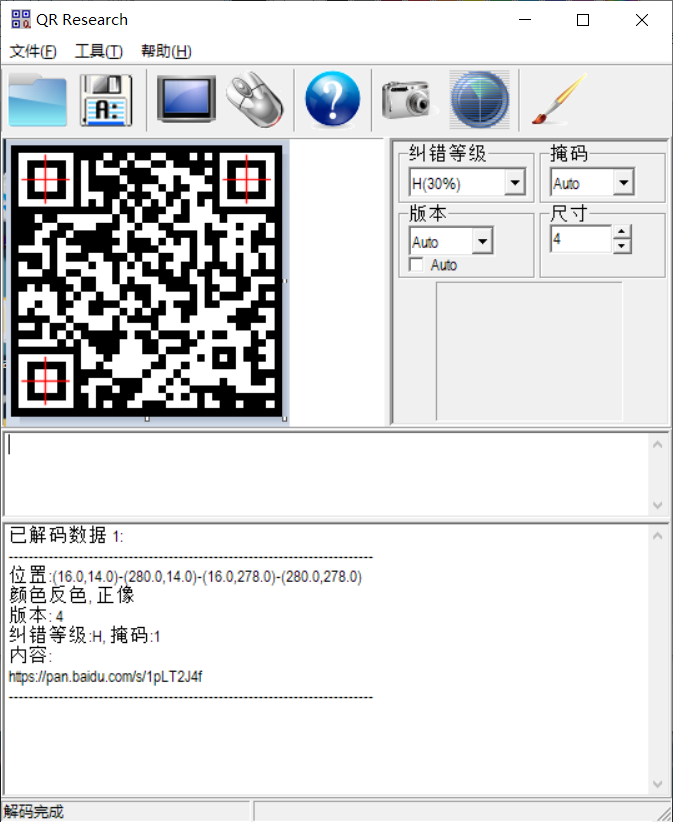 QR Research
文件(F) 工具(T) 帮助(H)
A:
?
纠错等级 掩码
H(30%) Auto
版本 尺寸
Auto 4
Auto
已解码数据 1:
---------------------------------------------------------------------------
位置:(16.0,14.0)-(280.0,14.0)-(16.0,278.0)-(280.0,278.0)
颜色反色, 正像
版本: 4
纠错等级:H, 掩码:1
内容:
https://pan.baidu.com/s/1pLT2J4f
---------------------------------------------------------------------------
解码完成